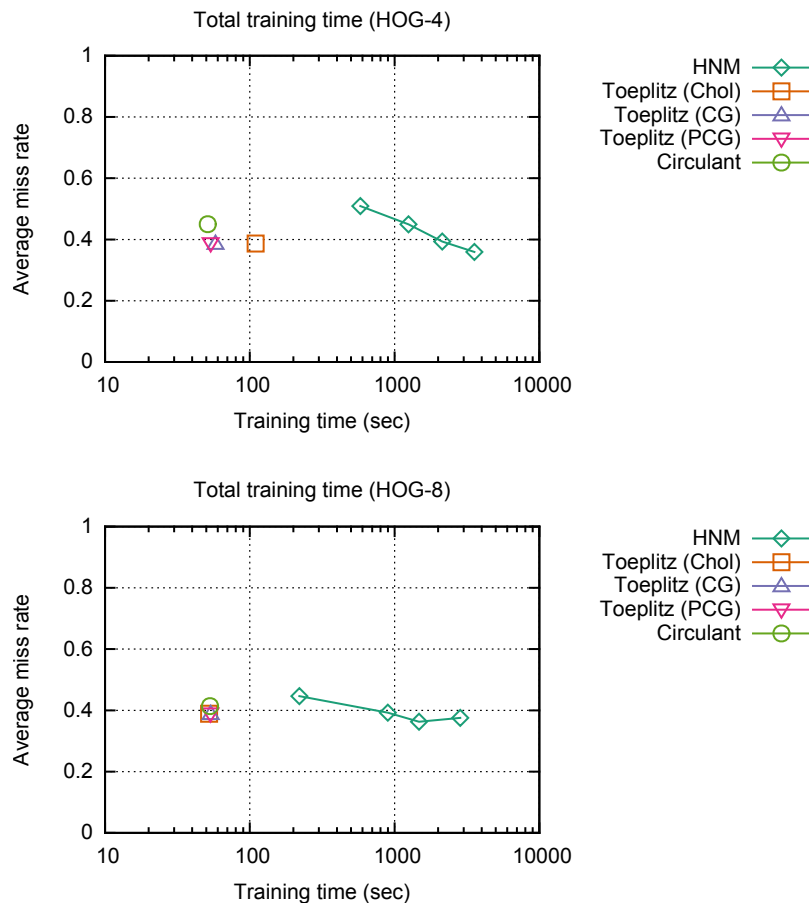 Total training time (HOG-4)
1
0.8
0.6
0.4
0.2
0
10
100
1000
10000
Average miss rate
Training time (sec)
HNM
Toeplitz (Chol)
Toeplitz (CG)
Toeplitz (PCG)
Circulant
Total training time (HOG-8)
1
0.8
0.6
0.4
0.2
0
10
100
1000
10000
Average miss rate
Training time (sec)
HNM
Toeplitz (Chol)
Toeplitz (CG)
Toeplitz (PCG)
Circulant